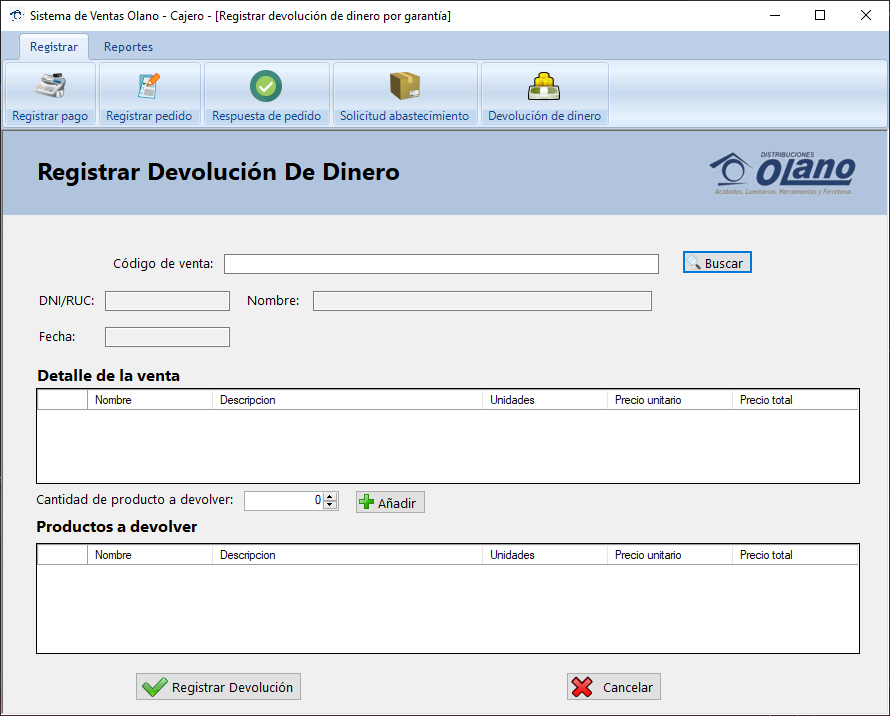 Sistema de Ventas Olano - Cajero - [Registrar devolución de dinero por garantía]
Registrar Reportes
Registrar pago Registrar pedido Respuesta de pedido Solicitud abastecimiento Devolución de dinero
Registrar Devolución De Dinero
DISTRIBUCIONES
OLANO
Acabados, Luminarias, Herramientas y Ferretería.
Código de venta: Buscar
DNI/RUC: Nombre:
Fecha:
Detalle de la venta
Nombre Descripcion Unidades Precio unitario Precio total
Cantidad de producto a devolver: 0 Añadir
Productos a devolver
Nombre Descripcion Unidades Precio unitario Precio total
Registrar Devolución Cancelar